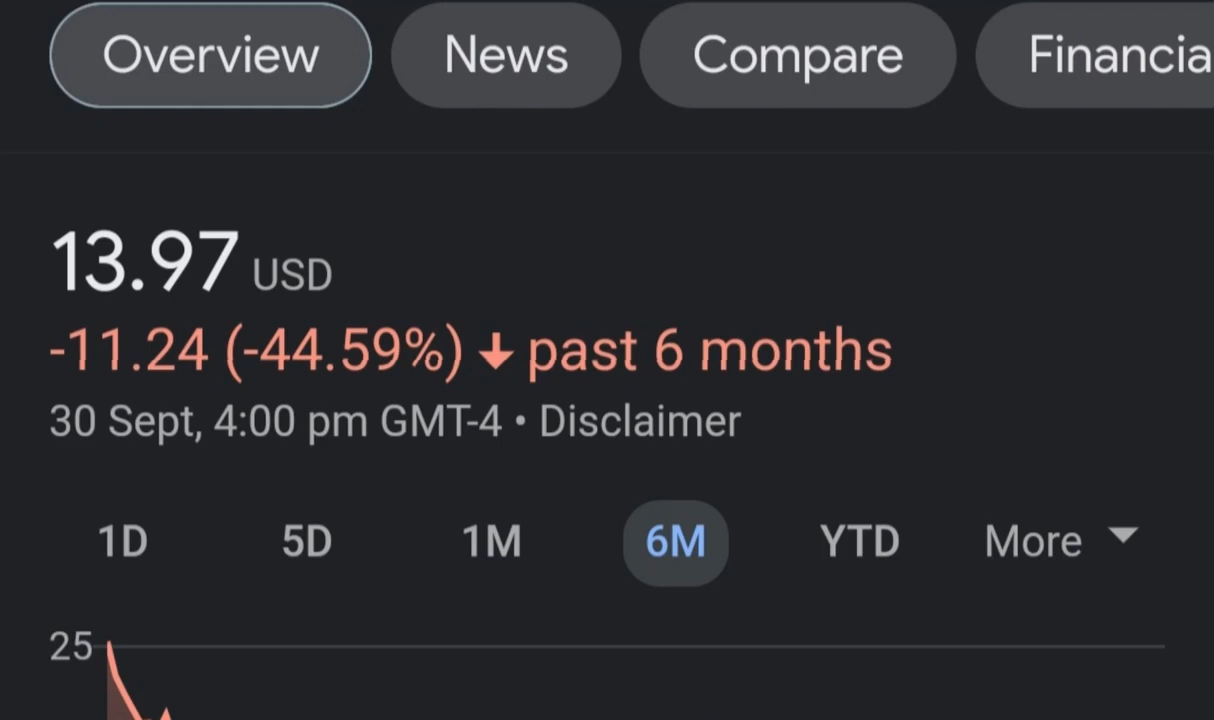 Overview News Compare Financia
13.97 USD
-11.24 (-44.59%) ↓ past 6 months
30 Sept, 4:00 pm GMT-4 • Disclaimer
1D 5D 1M 6M YTD More
25